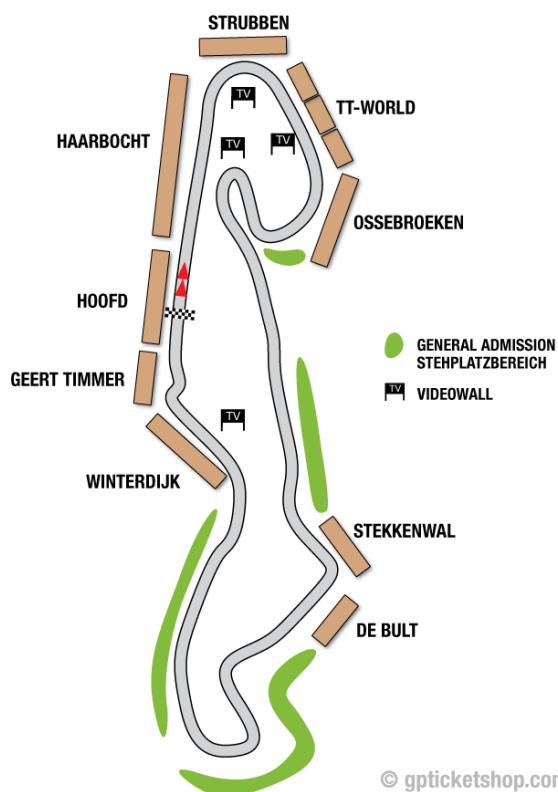 STRUBBEN
TV
TT-WORLD
HAARBOCHT
TV
TV
OSSEBROEKEN
HOOFD
GENERAL ADMISSION
STEHPLATZBEREICH
GEERT TIMMER
TV
VIDEOWALL
TV
WINTERDIJK
STEKKENWAL
DE BULT
© gpticketshop.com